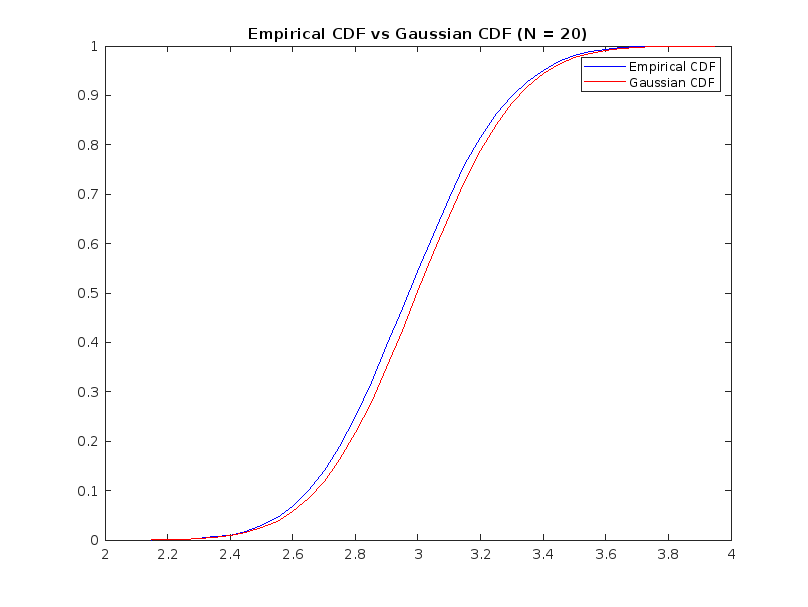 Empirical CDF vs Gaussian CDF (N = 20)
1
0.9
0.8
0.7
0.6
0.5
0.4
0.3
0.2
0.1
0
Empirical CDF
Gaussian CDF
2 2.2 2.4 2.6 2.8 3 3.2 3.4 3.6 3.8 4